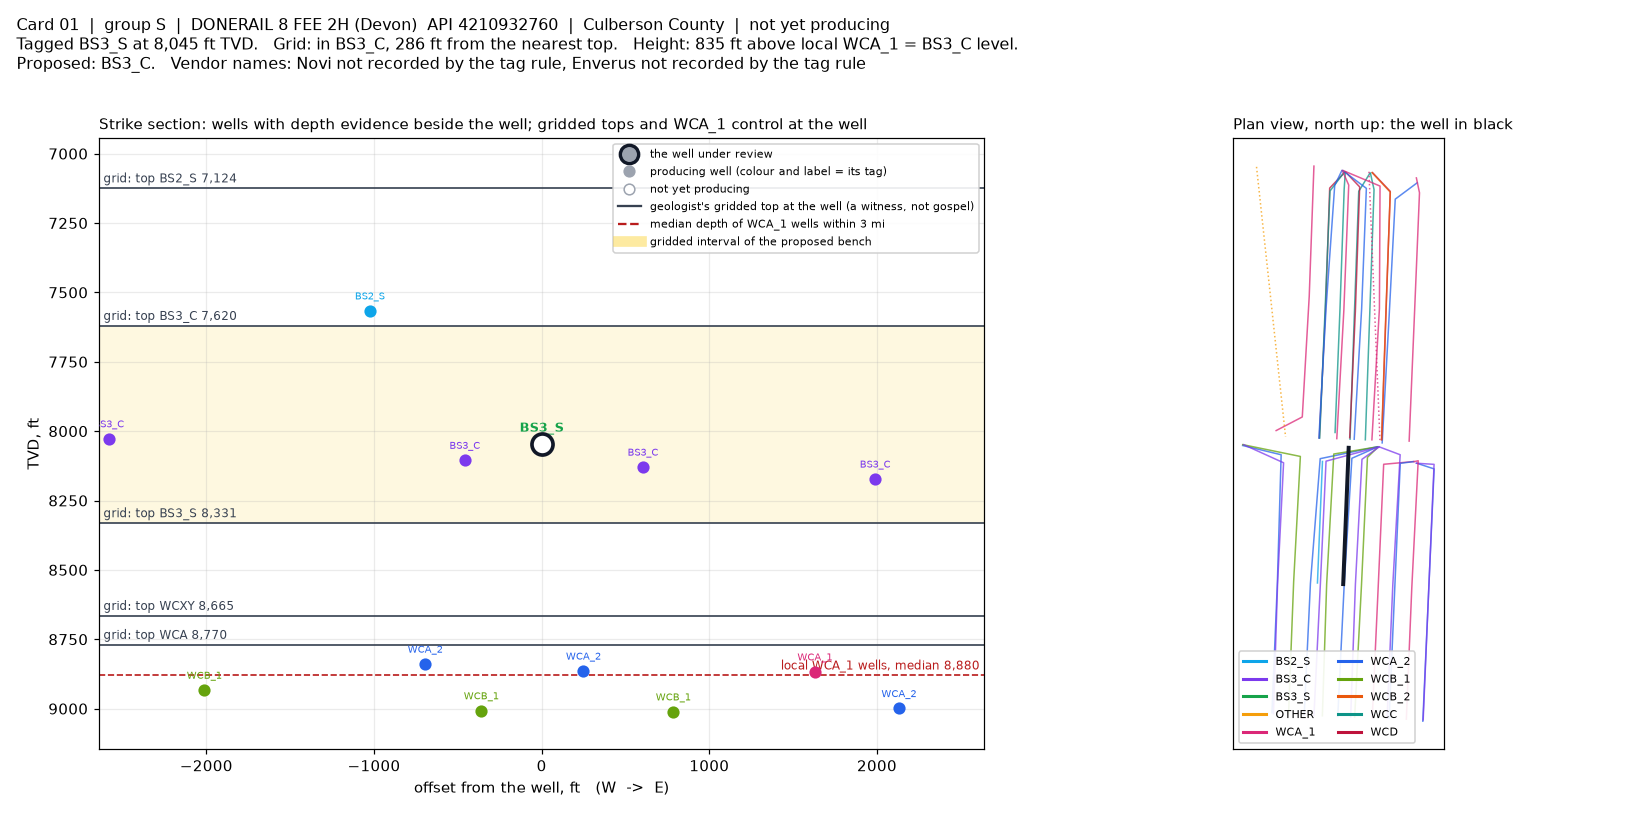 Card 01 | group S | DONERAIL 8 FEE 2H (Devon) API 4210932760 | Culberson County | not yet producing
Tagged BS3_S at 8,045 ft TVD. Grid: in BS3_C, 286 ft from the nearest top. Height: 835 ft above local WCA_1 = BS3_C level.
Proposed: BS3_C. Vendor names: Novi not recorded by the tag rule, Enverus not recorded by the tag rule
Strike section: wells with depth evidence beside the well; gridded tops and WCA_1 control at the well
the well under review
producing well (colour and label = its tag)
not yet producing
geologist's gridded top at the well (a witness, not gospel)
median depth of WCA_1 wells within 3 mi
gridded interval of the proposed bench
7000
7250
7500
7750
8000
8250
8500
8750
9000
TVD, ft
grid: top BS2_S 7,124
BS2_S
grid: top BS3_C 7,620
S3_C
BS3_C
BS3_S
BS3_C
BS3_C
grid: top BS3_S 8,331
grid: top WCXY 8,665
grid: top WCA 8,770
WCA_2
WCA_2
WCA_1
local WCA_1 wells, median 8,880
WCB_1
WCB_1
WCB_1
WCA_2
−2000
−1000
0
1000
2000
offset from the well, ft (W -> E)
Plan view, north up: the well in black
BS2_S
BS3_C
BS3_S
OTHER
WCA_1
WCA_2
WCB_1
WCB_2
WCC
WCD